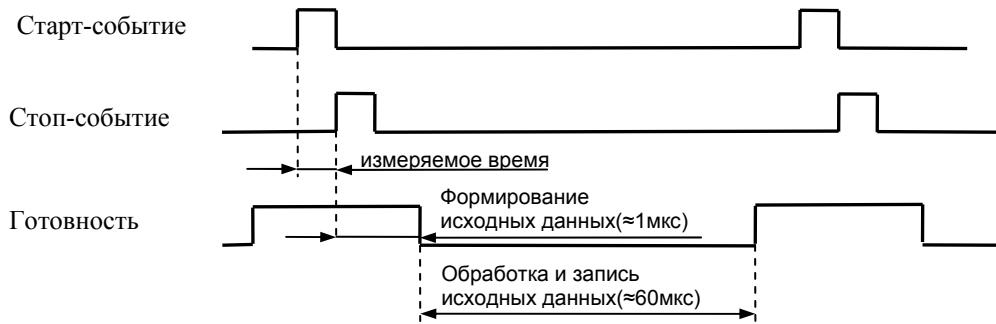 Старт-событие
Стоп-событие
измеряемое время
Готовность
Формирование
исходных данных(≈1мкс)
Обработка и запись
исходных данных(≈60мкс)